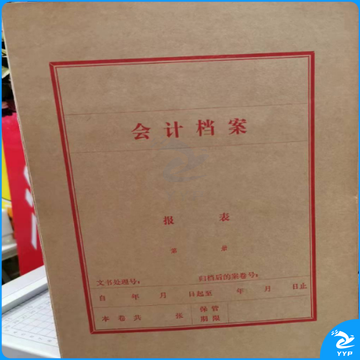 会计档案
报表
文书处理号: 归档后的案卷号:
自 年 月 日起至 年 月 日止
本卷共 张 保管期限
YYP